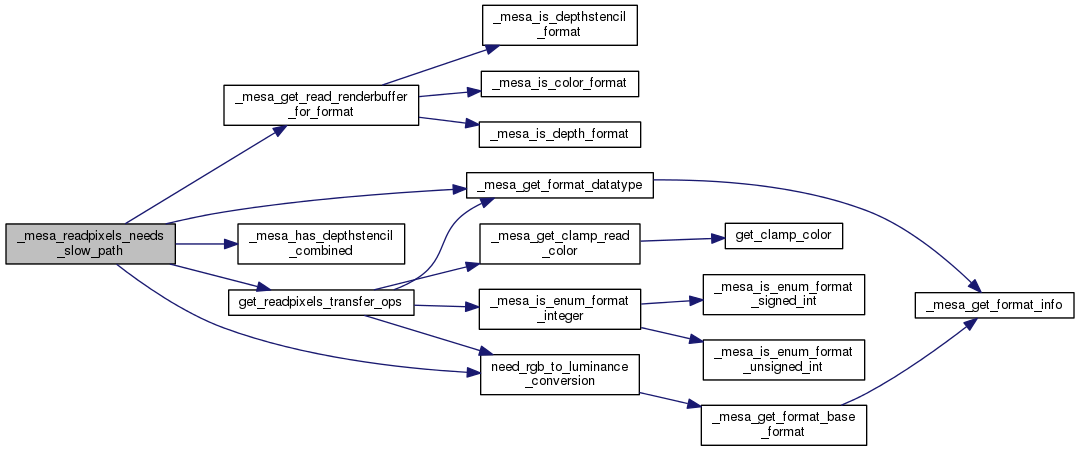 _mesa_is_depthstencil
_format
_mesa_get_read_renderbuffer
_for_format
_mesa_is_color_format
_mesa_is_depth_format
_mesa_get_format_datatype
_mesa_readpixels_needs
_slow_path
_mesa_has_depthstencil
_combined
_mesa_get_clamp_read
_color
get_clamp_color
get_readpixels_transfer_ops
_mesa_is_enum_format
_integer
_mesa_is_enum_format
_signed_int
_mesa_get_format_info
_mesa_is_enum_format
_unsigned_int
need_rgb_to_luminance
_conversion
_mesa_get_format_base
_format